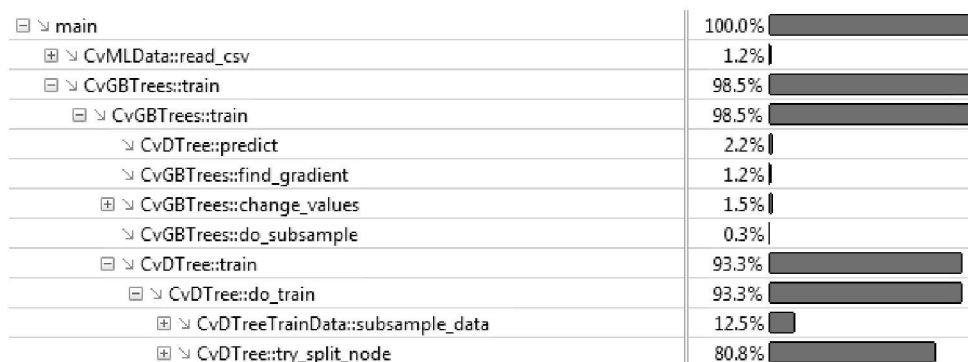 main 100.0%
CvMLData::read_csv 1.2%
CvGBTrees::train 98.5%
CvGBTrees::train 98.5%
CvDTree::predict 2.2%
CvGBTrees::find_gradient 1.2%
CvGBTrees::change_values 1.5%
CvGBTrees::do_subsample 0.3%
CvDTree::train 93.3%
CvDTree::do_train 93.3%
CvDTreeTrainData::subsample_data 12.5%
CvDTree::try_split_node 80.8%